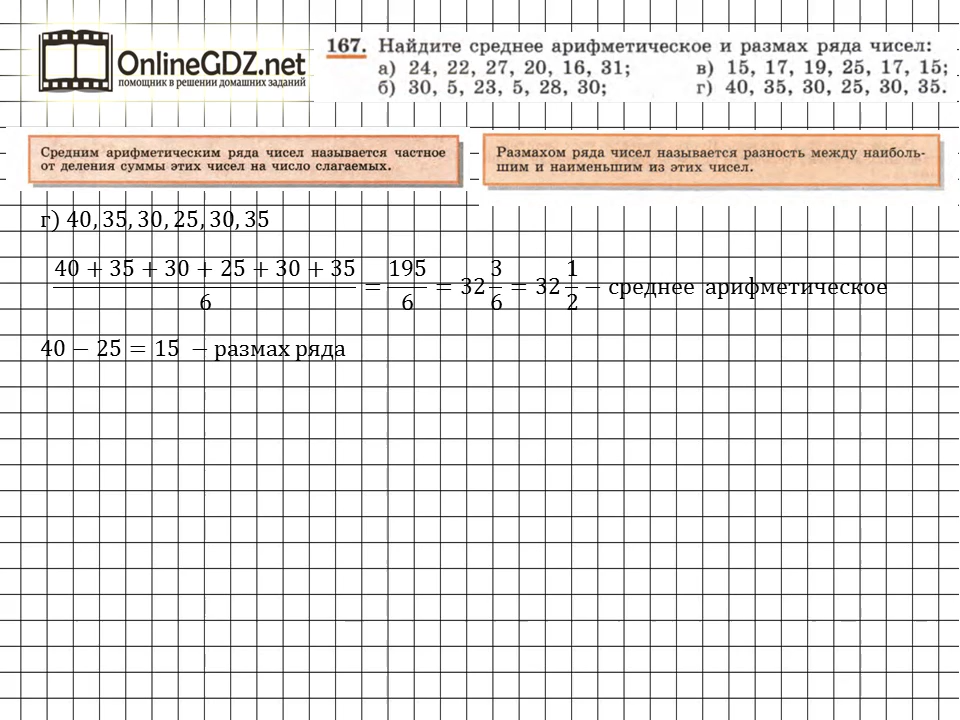 OnlineGDZ.net
помощник в решении домашних заданий
167. Найдите среднее арифметическое и размах ряда чисел:
а) 24, 22, 27, 20, 16, 31; в) 15, 17, 19, 25, 17, 15;
б) 30, 5, 23, 5, 28, 30; г) 40, 35, 30, 25, 30, 35.
Средним арифметическим ряда чисел называется частное
от деления суммы этих чисел на число слагаемых.
Размахом ряда чисел называется разность между наиболь-
шим и наименьшим из этих чисел.
г) 40, 35, 30, 25, 30, 35
(40 + 35 + 30 + 25 + 30 + 35)/6 = 195/6 = 32 3/6 = 32 1/2 − среднее арифметическое
40 − 25 = 15 − размах ряда